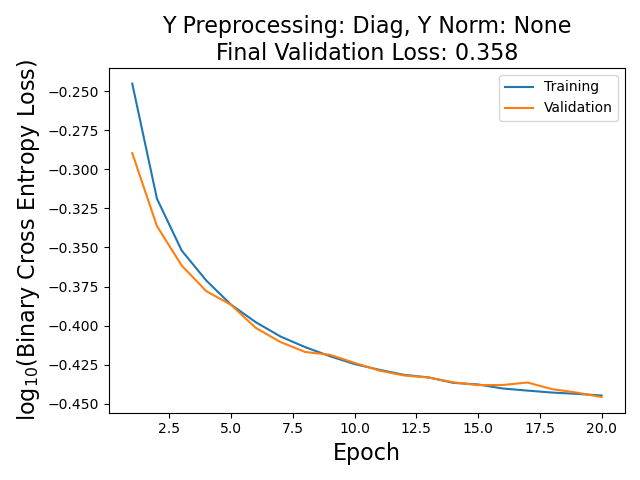 Y Preprocessing: Diag, Y Norm: None
Final Validation Loss: 0.358
log₁₀(Binary Cross Entropy Loss)
−0.250
−0.275
−0.300
−0.325
−0.350
−0.375
−0.400
−0.425
−0.450
Training
Validation
2.5 5.0 7.5 10.0 12.5 15.0 17.5 20.0
Epoch